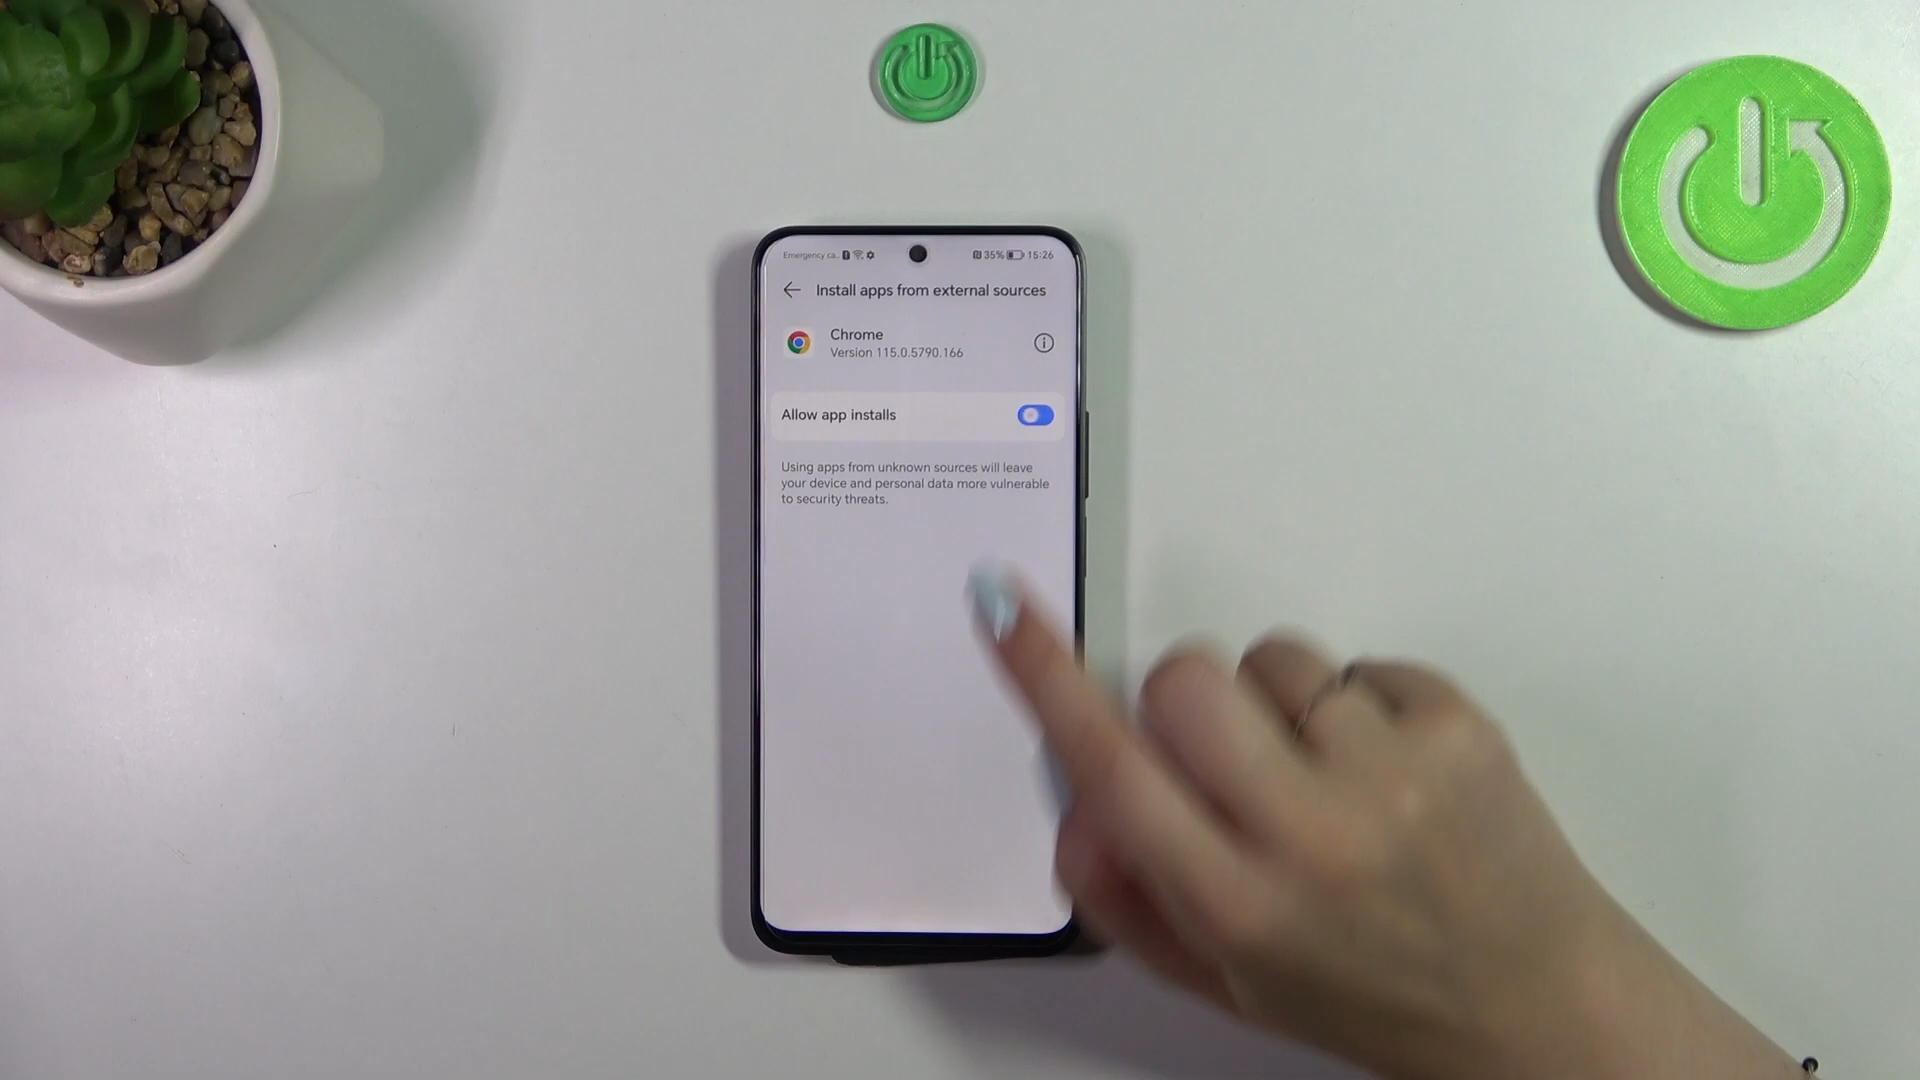 Emergency ca.. 35% 15:26
Install apps from external sources
Chrome
Version 115.0.5790.166
Allow app installs
Using apps from unknown sources will leave
your device and personal data more vulnerable
to security threats.